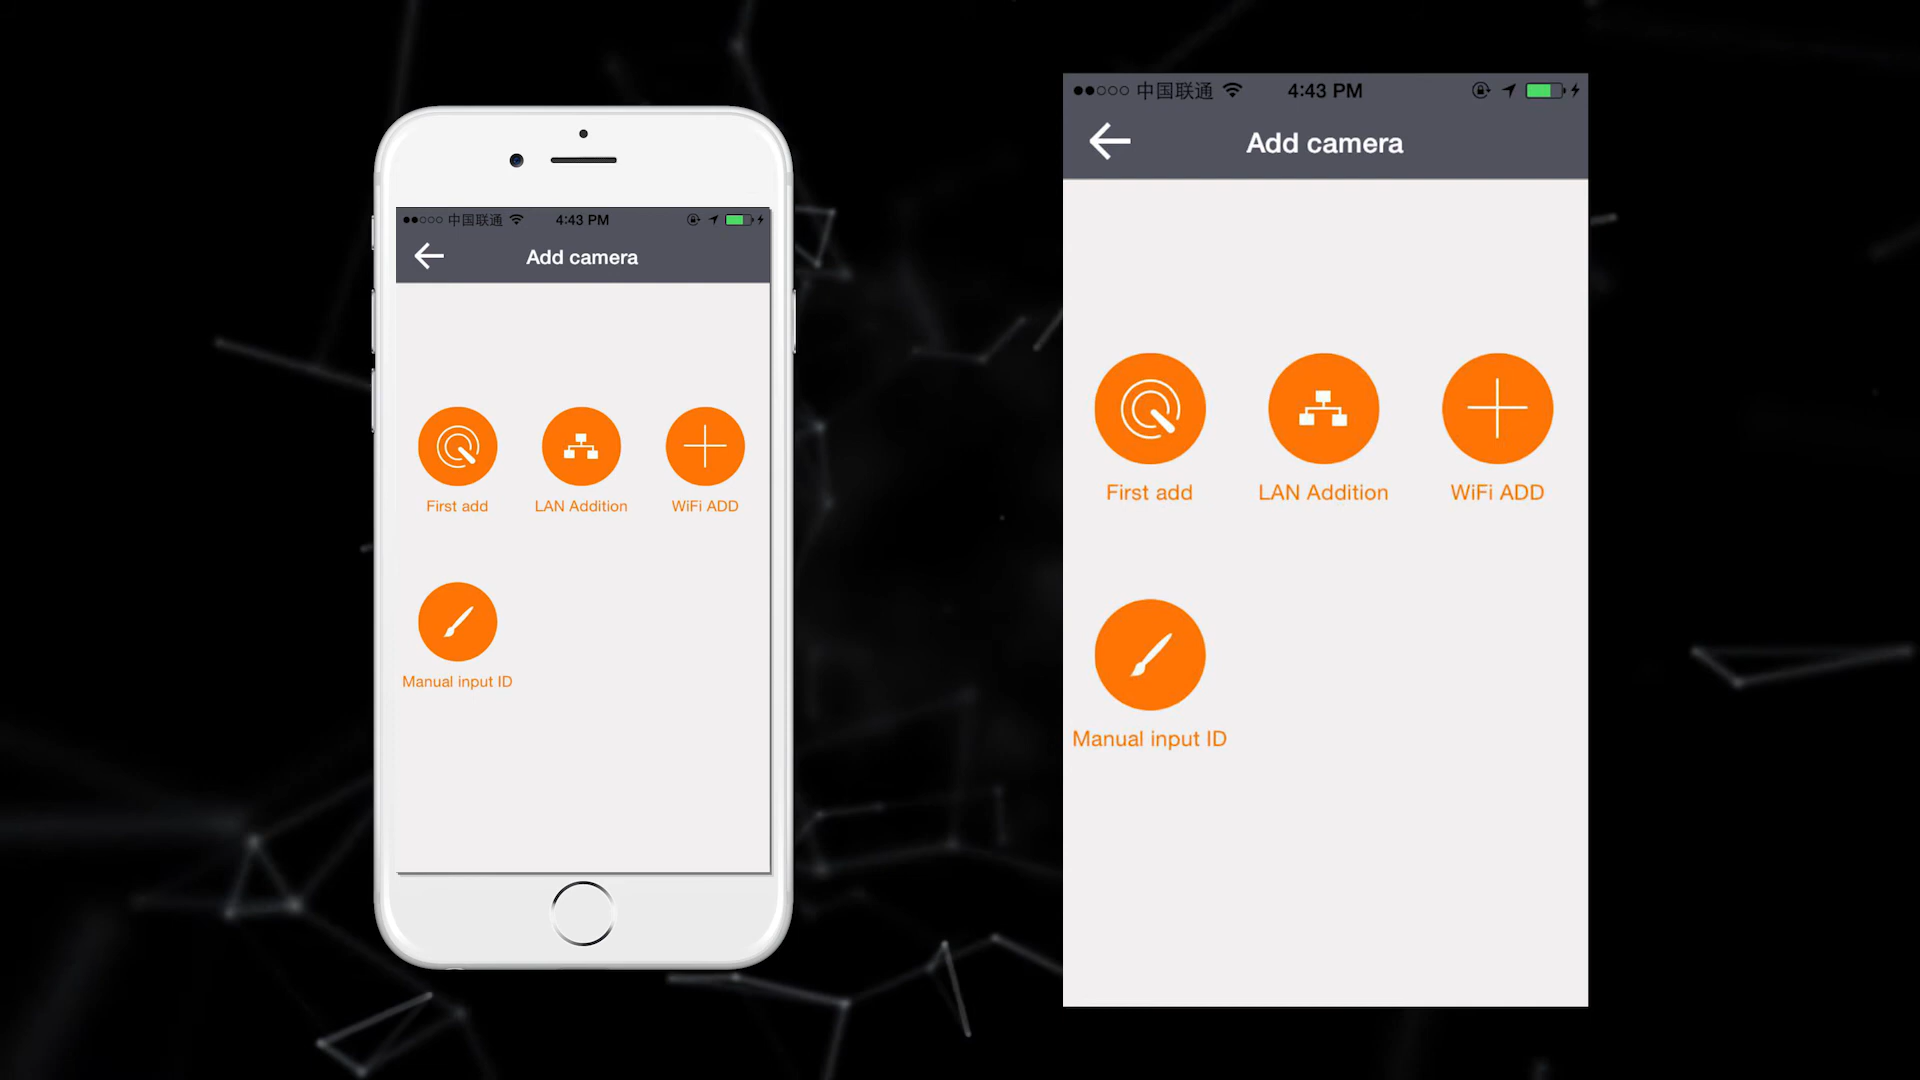 中国联通 4:43 PM
Add camera
First add LAN Addition WiFi ADD
Manual input ID
中国联通 4:43 PM
Add camera
First add LAN Addition WiFi ADD
Manual input ID